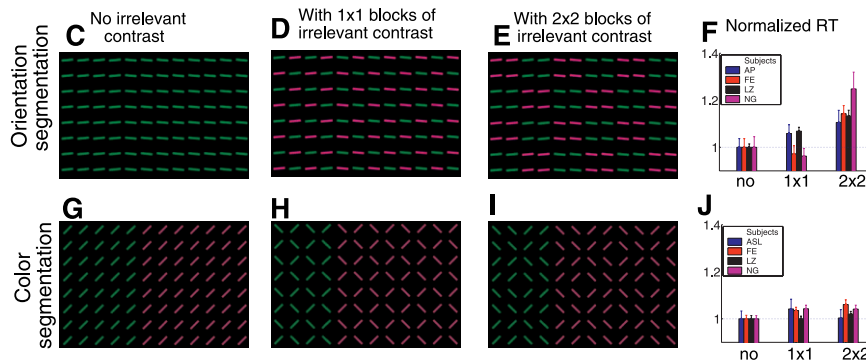 C No irrelevant contrast
D With 1x1 blocks of irrelevant contrast
E With 2x2 blocks of irrelevant contrast
F Normalized RT
Orientation segmentation
1.4
1.2
1
Subjects
AP
FE
LZ
NG
no 1x1 2x2
G
H
I
J
Color segmentation
1.4
1.2
1
Subjects
ASL
FE
LZ
NG
no 1x1 2x2